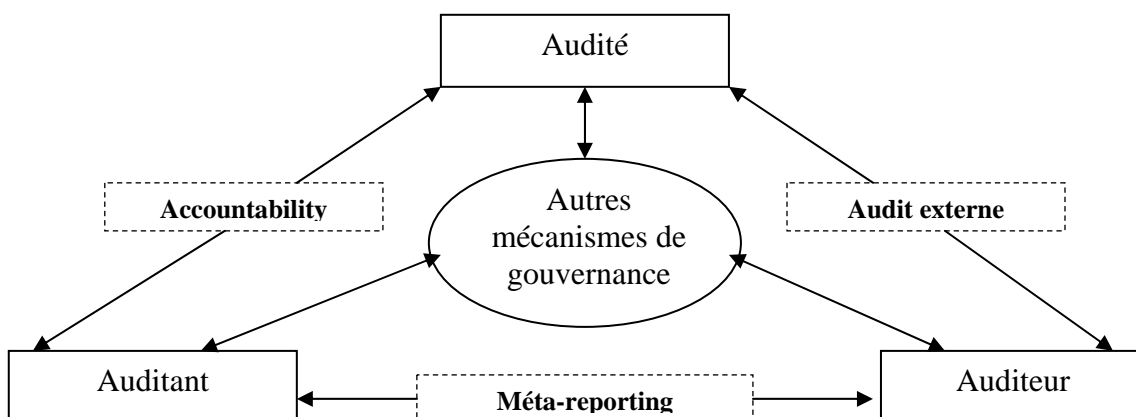 Audité
Accountability
Autres
mécanismes de
gouvernance
Audit externe
Auditant
Méta-reporting
Auditeur